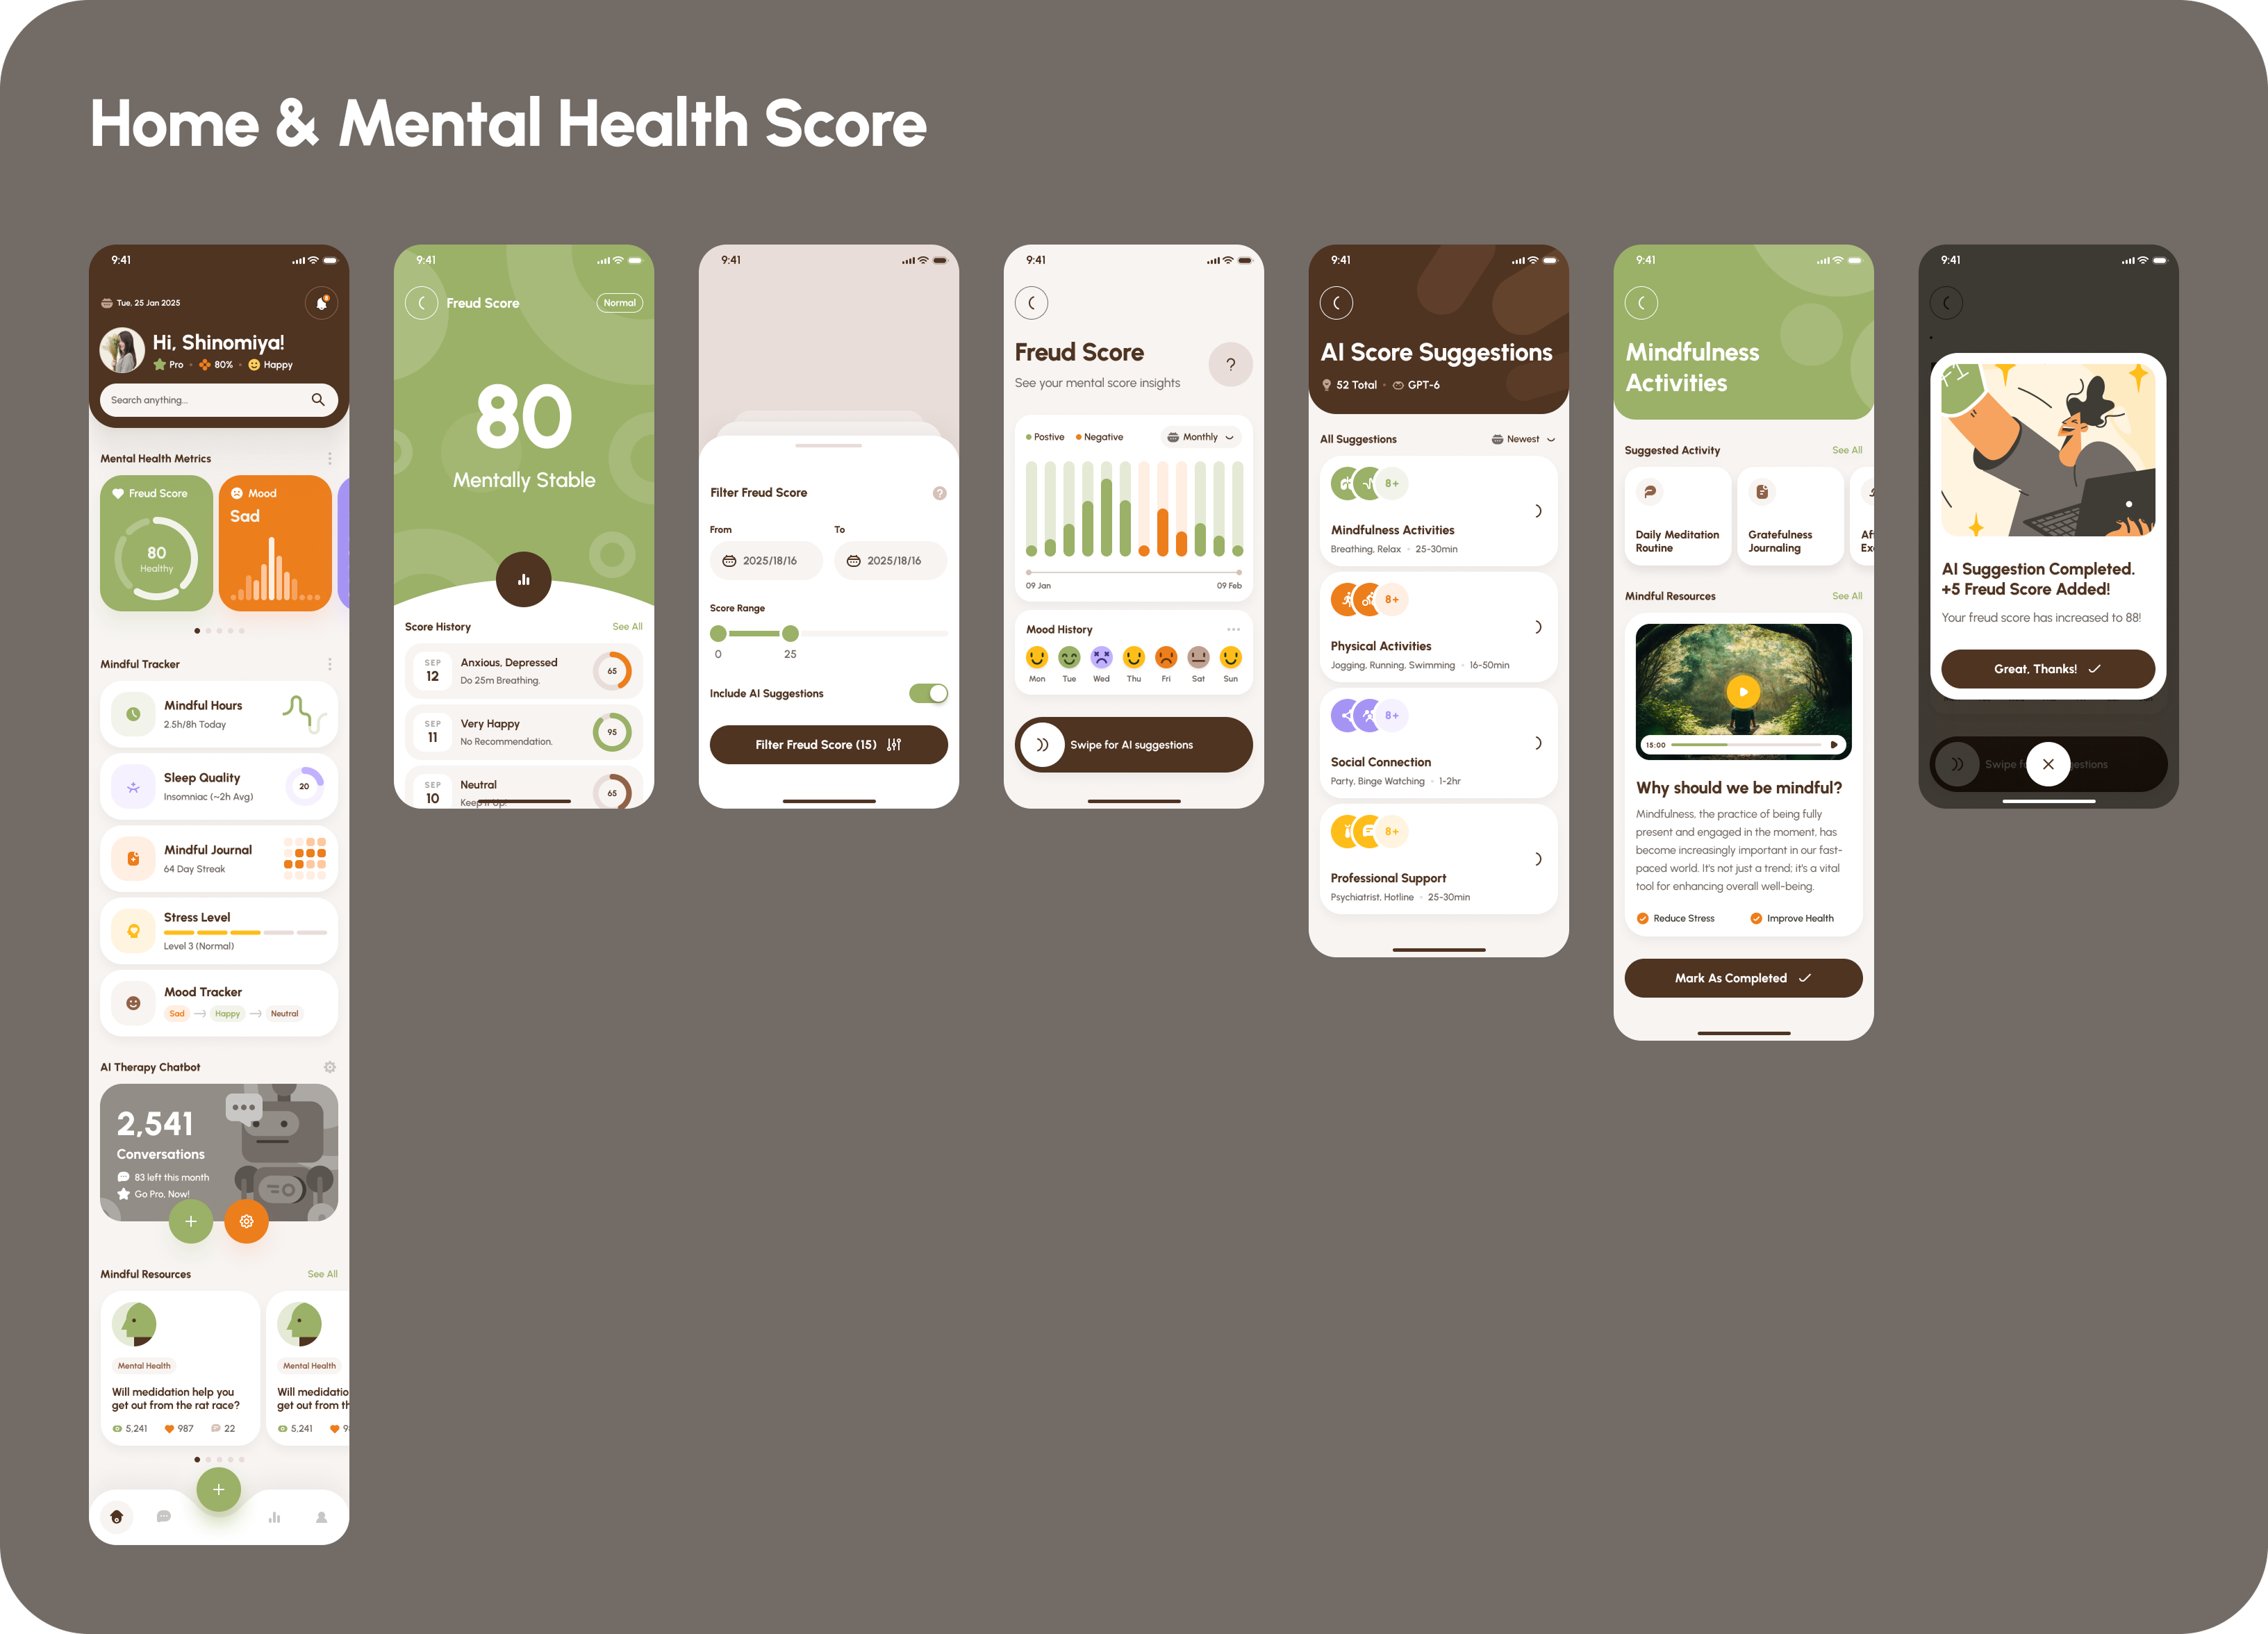 Home & Mental Health Score
9:41
Tue, 25 Jan 2025
8
Hi, Shinomiya!
Pro
80%
Happy
Search anything...
Mental Health Metrics
Freud Score
80
Healthy
Mood
Sad
Mindful Tracker
Mindful Hours
2.5h/8h Today
Sleep Quality
Insomniac (~2h Avg)
20
Mindful Journal
64 Day Streak
Stress Level
Level 3 (Normal)
Mood Tracker
Sad
Happy
Neutral
AI Therapy Chatbot
2,541
Conversations
83 left this month
Go Pro, Now!
Mindful Resources
See All
Mental Health
Will medidation help you
get out from the rat race?
5,241
987
22
Mental Health
Will medidatio
get out from th
5,241
9
9:41
Freud Score
Normal
80
Mentally Stable
Score History
See All
SEP
12
Anxious, Depressed
Do 25m Breathing.
65
SEP
11
Very Happy
No Recommendation.
95
SEP
10
Neutral
Keep it Up!
65
9:41
Filter Freud Score
?
From
To
2025/18/16
2025/18/16
Score Range
0
25
Include AI Suggestions
Filter Freud Score (15)
9:41
Freud Score
See your mental score insights
?
Postive
Negative
Monthly
09 Jan
09 Feb
Mood History
Mon
Tue
Wed
Thu
Fri
Sat
Sun
Swipe for AI suggestions
9:41
AI Score Suggestions
52 Total
GPT-6
All Suggestions
Newest
8+
Mindfulness Activities
Breathing, Relax
25-30min
8+
Physical Activities
Jogging, Running, Swimming
16-50min
8+
Social Connection
Party, Binge Watching
1-2hr
8+
Professional Support
Psychiatrist, Hotline
25-30min
9:41
Mindfulness
Activities
Suggested Activity
See All
Daily Meditation
Routine
Gratefulness
Journaling
Af
Ex
Mindful Resources
See All
15:00
Why should we be mindful?
Mindfulness, the practice of being fully
present and engaged in the moment, has
become increasingly important in our fast-
paced world. It's not just a trend; it's a vital
tool for enhancing overall well-being.
Reduce Stress
Improve Health
Mark As Completed
9:41
+1
AI Suggestion Completed.
+5 Freud Score Added!
Your freud score has increased to 88!
Great, Thanks!
Swipe fo
gestions